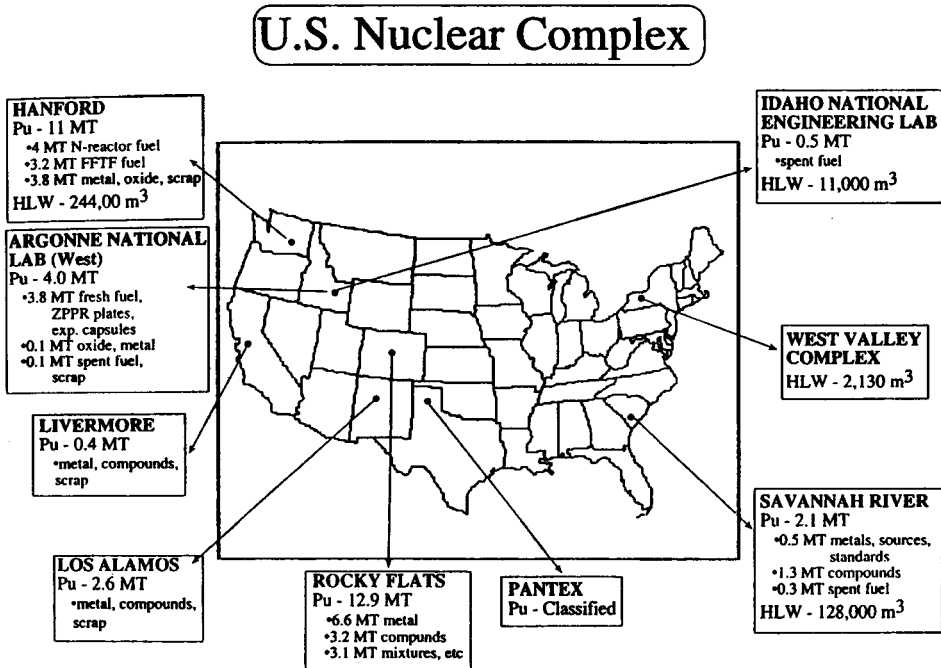 U.S. Nuclear Complex
HANFORD
Pu - 11 MT
•4 MT N-reactor fuel
•3.2 MT FFTF fuel
•3.8 MT metal, oxide, scrap
HLW - 244,00 m³
ARGONNE NATIONAL
LAB (West)
Pu - 4.0 MT
•3.8 MT fresh fuel,
ZPPR plates,
exp. capsules
•0.1 MT oxide, metal
•0.1 MT spent fuel,
scrap
LIVERMORE
Pu - 0.4 MT
•metal, compounds,
scrap
LOS ALAMOS
Pu - 2.6 MT
•metal, compounds,
scrap
ROCKY FLATS
Pu - 12.9 MT
•6.6 MT metal
•3.2 MT compunds
•3.1 MT mixtures, etc
PANTEX
Pu - Classified
IDAHO NATIONAL
ENGINEERING LAB
Pu - 0.5 MT
•spent fuel
HLW - 11,000 m³
WEST VALLEY
COMPLEX
HLW - 2,130 m³
SAVANNAH RIVER
Pu - 2.1 MT
•0.5 MT metals, sources,
standards
•1.3 MT compounds
•0.3 MT spent fuel
HLW - 128,000 m³